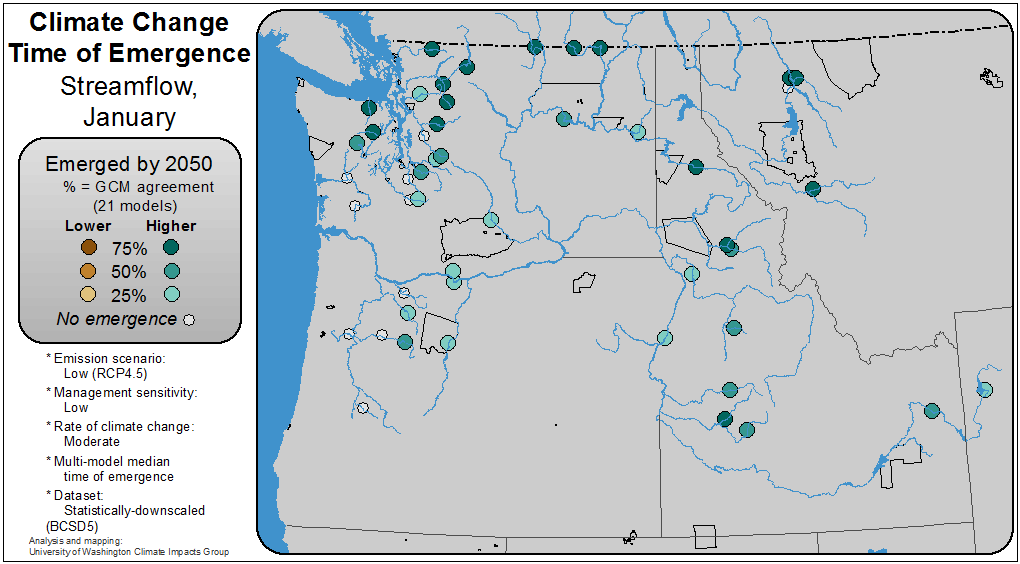 Climate Change
Time of Emergence
Streamflow,
January
Emerged by 2050
% = GCM agreement
(21 models)
Lower Higher
75%
50%
25%
No emergence
* Emission scenario:
Low (RCP4.5)
* Management sensitivity:
Low
* Rate of climate change:
Moderate
* Multi-model median
time of emergence
* Dataset:
Statistically-downscaled
(BCSD5)
Analysis and mapping:
University of Washington Climate Impacts Group